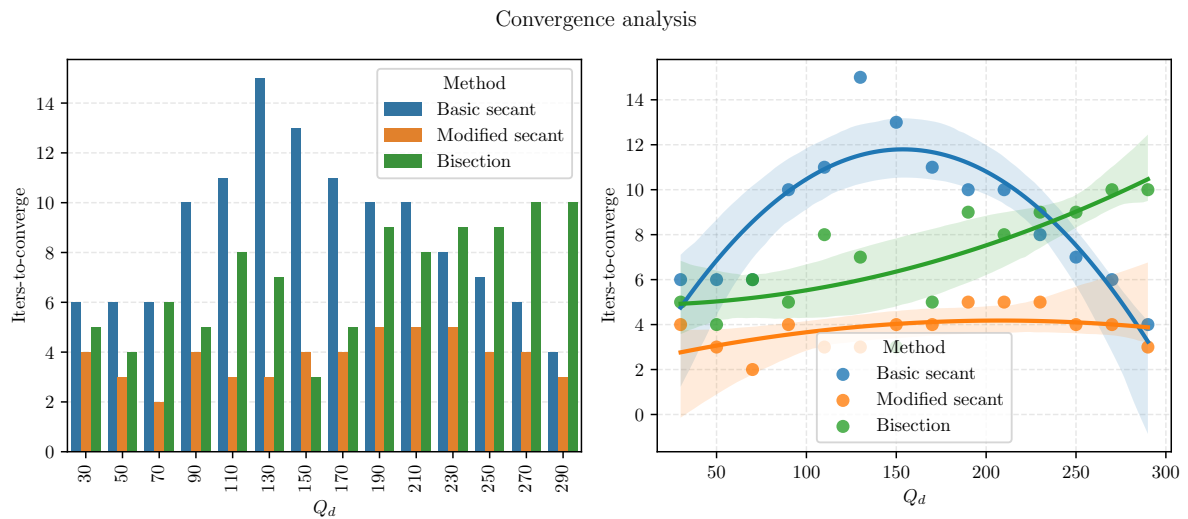 Convergence analysis
Iters-to-converge
14
12
10
8
6
4
2
0
Method
Basic secant
Modified secant
Bisection
30
50
70
90
110
130
150
170
190
210
230
250
270
290
Q_d
Iters-to-converge
14
12
10
8
6
4
2
0
Method
Basic secant
Modified secant
Bisection
50
100
150
200
250
300
Q_d